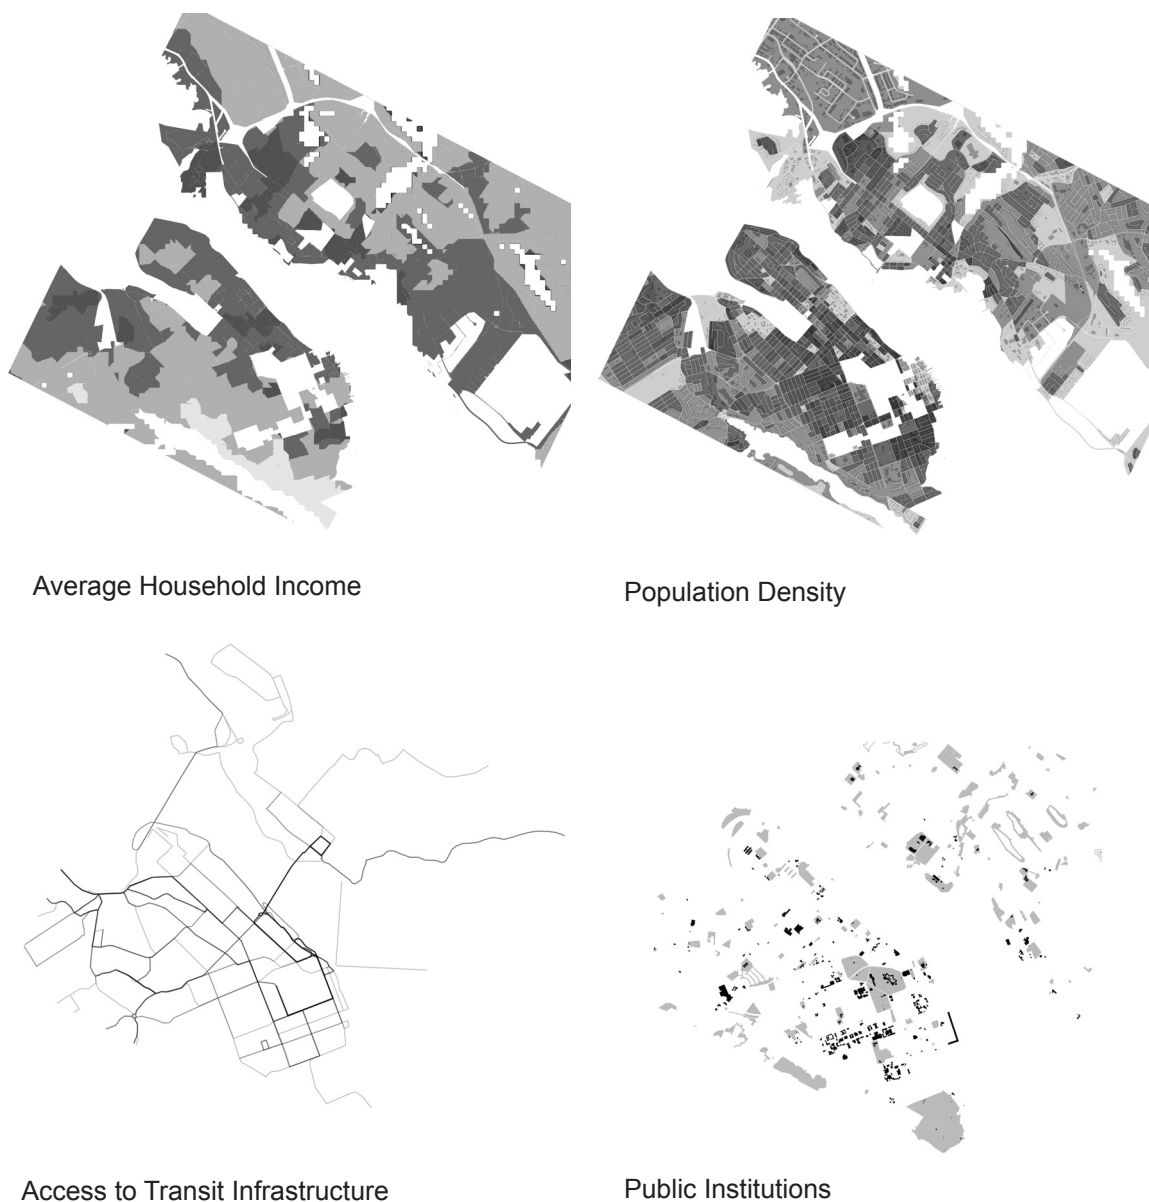 Average Household Income
Population Density
Access to Transit Infrastructure
Public Institutions